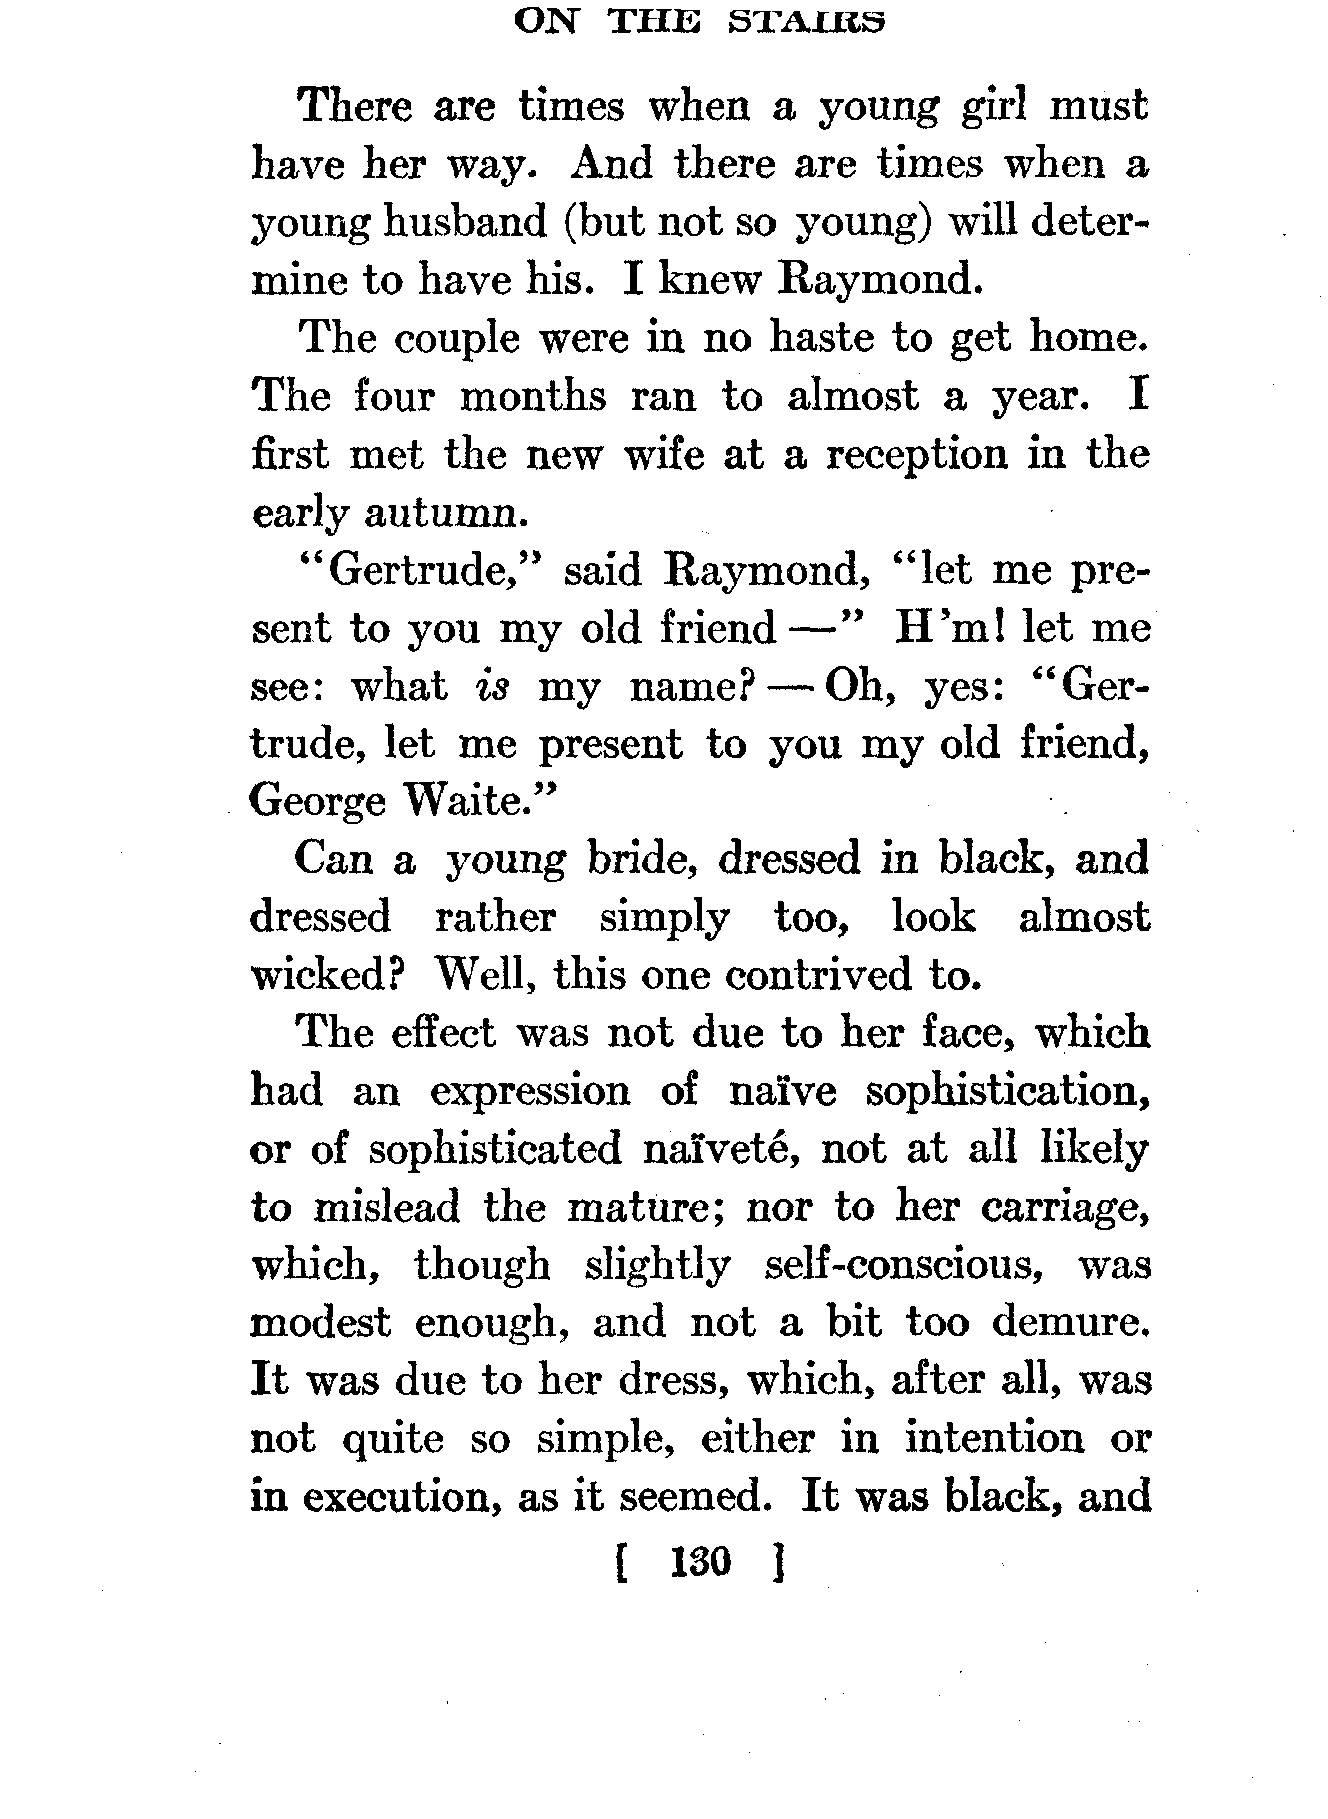 ON THE STAIRS
There are times when a young girl must
have her way. And there are times when a
young husband (but not so young) will deter-
mine to have his. I knew Raymond.
The couple were in no haste to get home.
The four months ran to almost a year. I
first met the new wife at a reception in the
early autumn.
“Gertrude,” said Raymond, “let me pre-
sent to you my old friend —” H’m! let me
see: what is my name? — Oh, yes: “Ger-
trude, let me present to you my old friend,
George Waite.”
Can a young bride, dressed in black, and
dressed rather simply too, look almost
wicked? Well, this one contrived to.
The effect was not due to her face, which
had an expression of naïve sophistication,
or of sophisticated naïveté, not at all likely
to mislead the mature; nor to her carriage,
which, though slightly self-conscious, was
modest enough, and not a bit too demure.
It was due to her dress, which, after all, was
not quite so simple, either in intention or
in execution, as it seemed. It was black, and
[ 130 ]